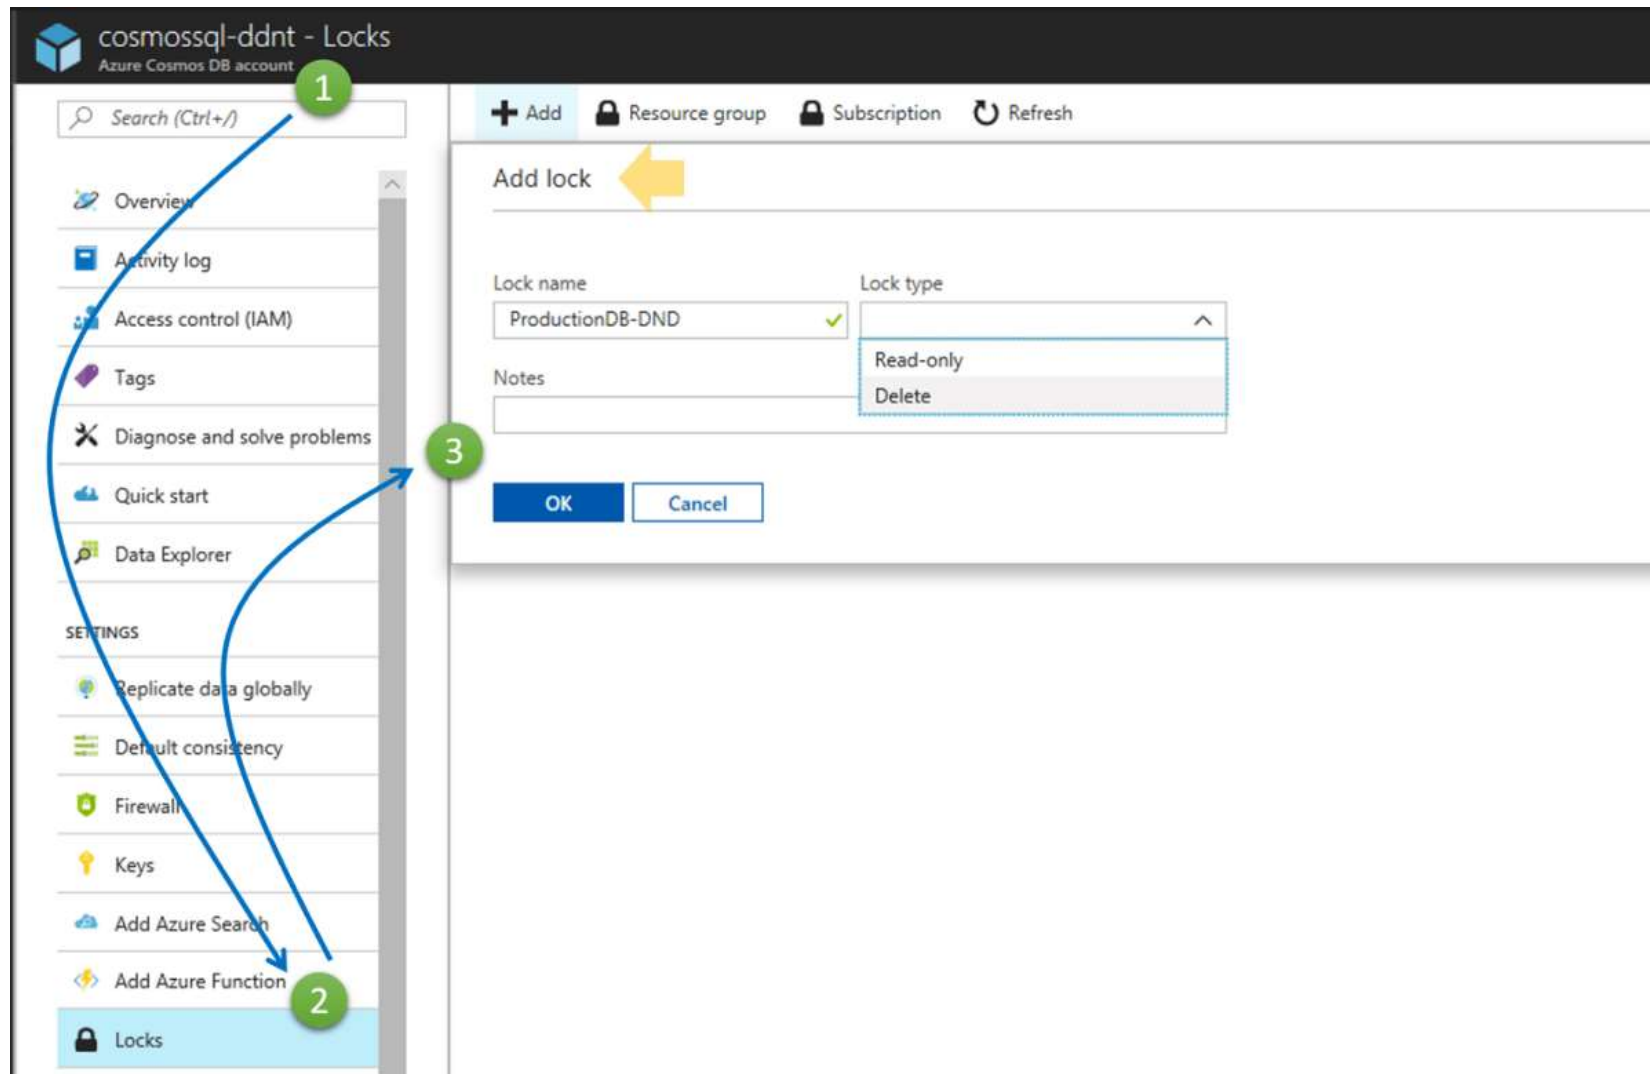 cosmossql-ddnt - Locks
Azure Cosmos DB account
1
Search (Ctrl+/)
Overview
Activity log
Access control (IAM)
Tags
Diagnose and solve problems
Quick start
Data Explorer
SETTINGS
Replicate data globally
Default consistency
Firewall
Keys
Add Azure Search
Add Azure Function
2
Locks
Add Resource group Subscription Refresh
Add lock
Lock name Lock type
ProductionDB-DND
Read-only
Delete
Notes
3
OK Cancel